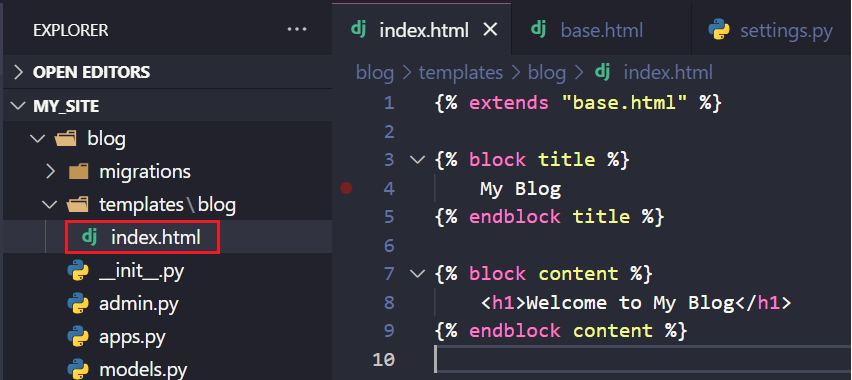 EXPLORER ...
OPEN EDITORS
MY_SITE
blog
migrations
templates\blog
dj index.html
__init__.py
admin.py
apps.py
models.py
dj index.html × dj base.html settings.py
blog > templates > blog > dj index.html
1 {% extends "base.html" %}
2
3 {% block title %}
4 My Blog
5 {% endblock title %}
6
7 {% block content %}
8 <h1>Welcome to My Blog</h1>
9 {% endblock content %}
10